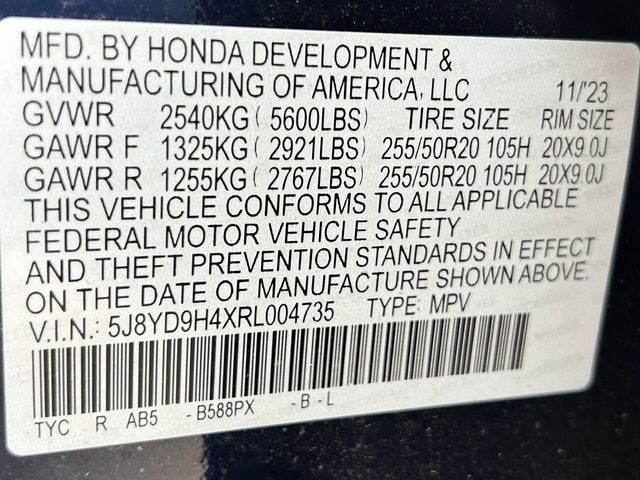 MFD. BY HONDA DEVELOPMENT &
MANUFACTURING OF AMERICA, LLC 11/'23
GVWR 2540KG ( 5600LBS) TIRE SIZE RIM SIZE
GAWR F 1325KG ( 2921LBS) 255/50R20 105H 20X9.0J
GAWR R 1255KG ( 2767LBS) 255/50R20 105H 20X9.0J
THIS VEHICLE CONFORMS TO ALL APPLICABLE
FEDERAL MOTOR VEHICLE SAFETY
AND THEFT PREVENTION STANDARDS IN EFFECT
ON THE DATE OF MANUFACTURE SHOWN ABOVE.
V.I.N.: 5J8YD9H4XRL004735 TYPE: MPV
TYC R AB5 - B588PX - B - L